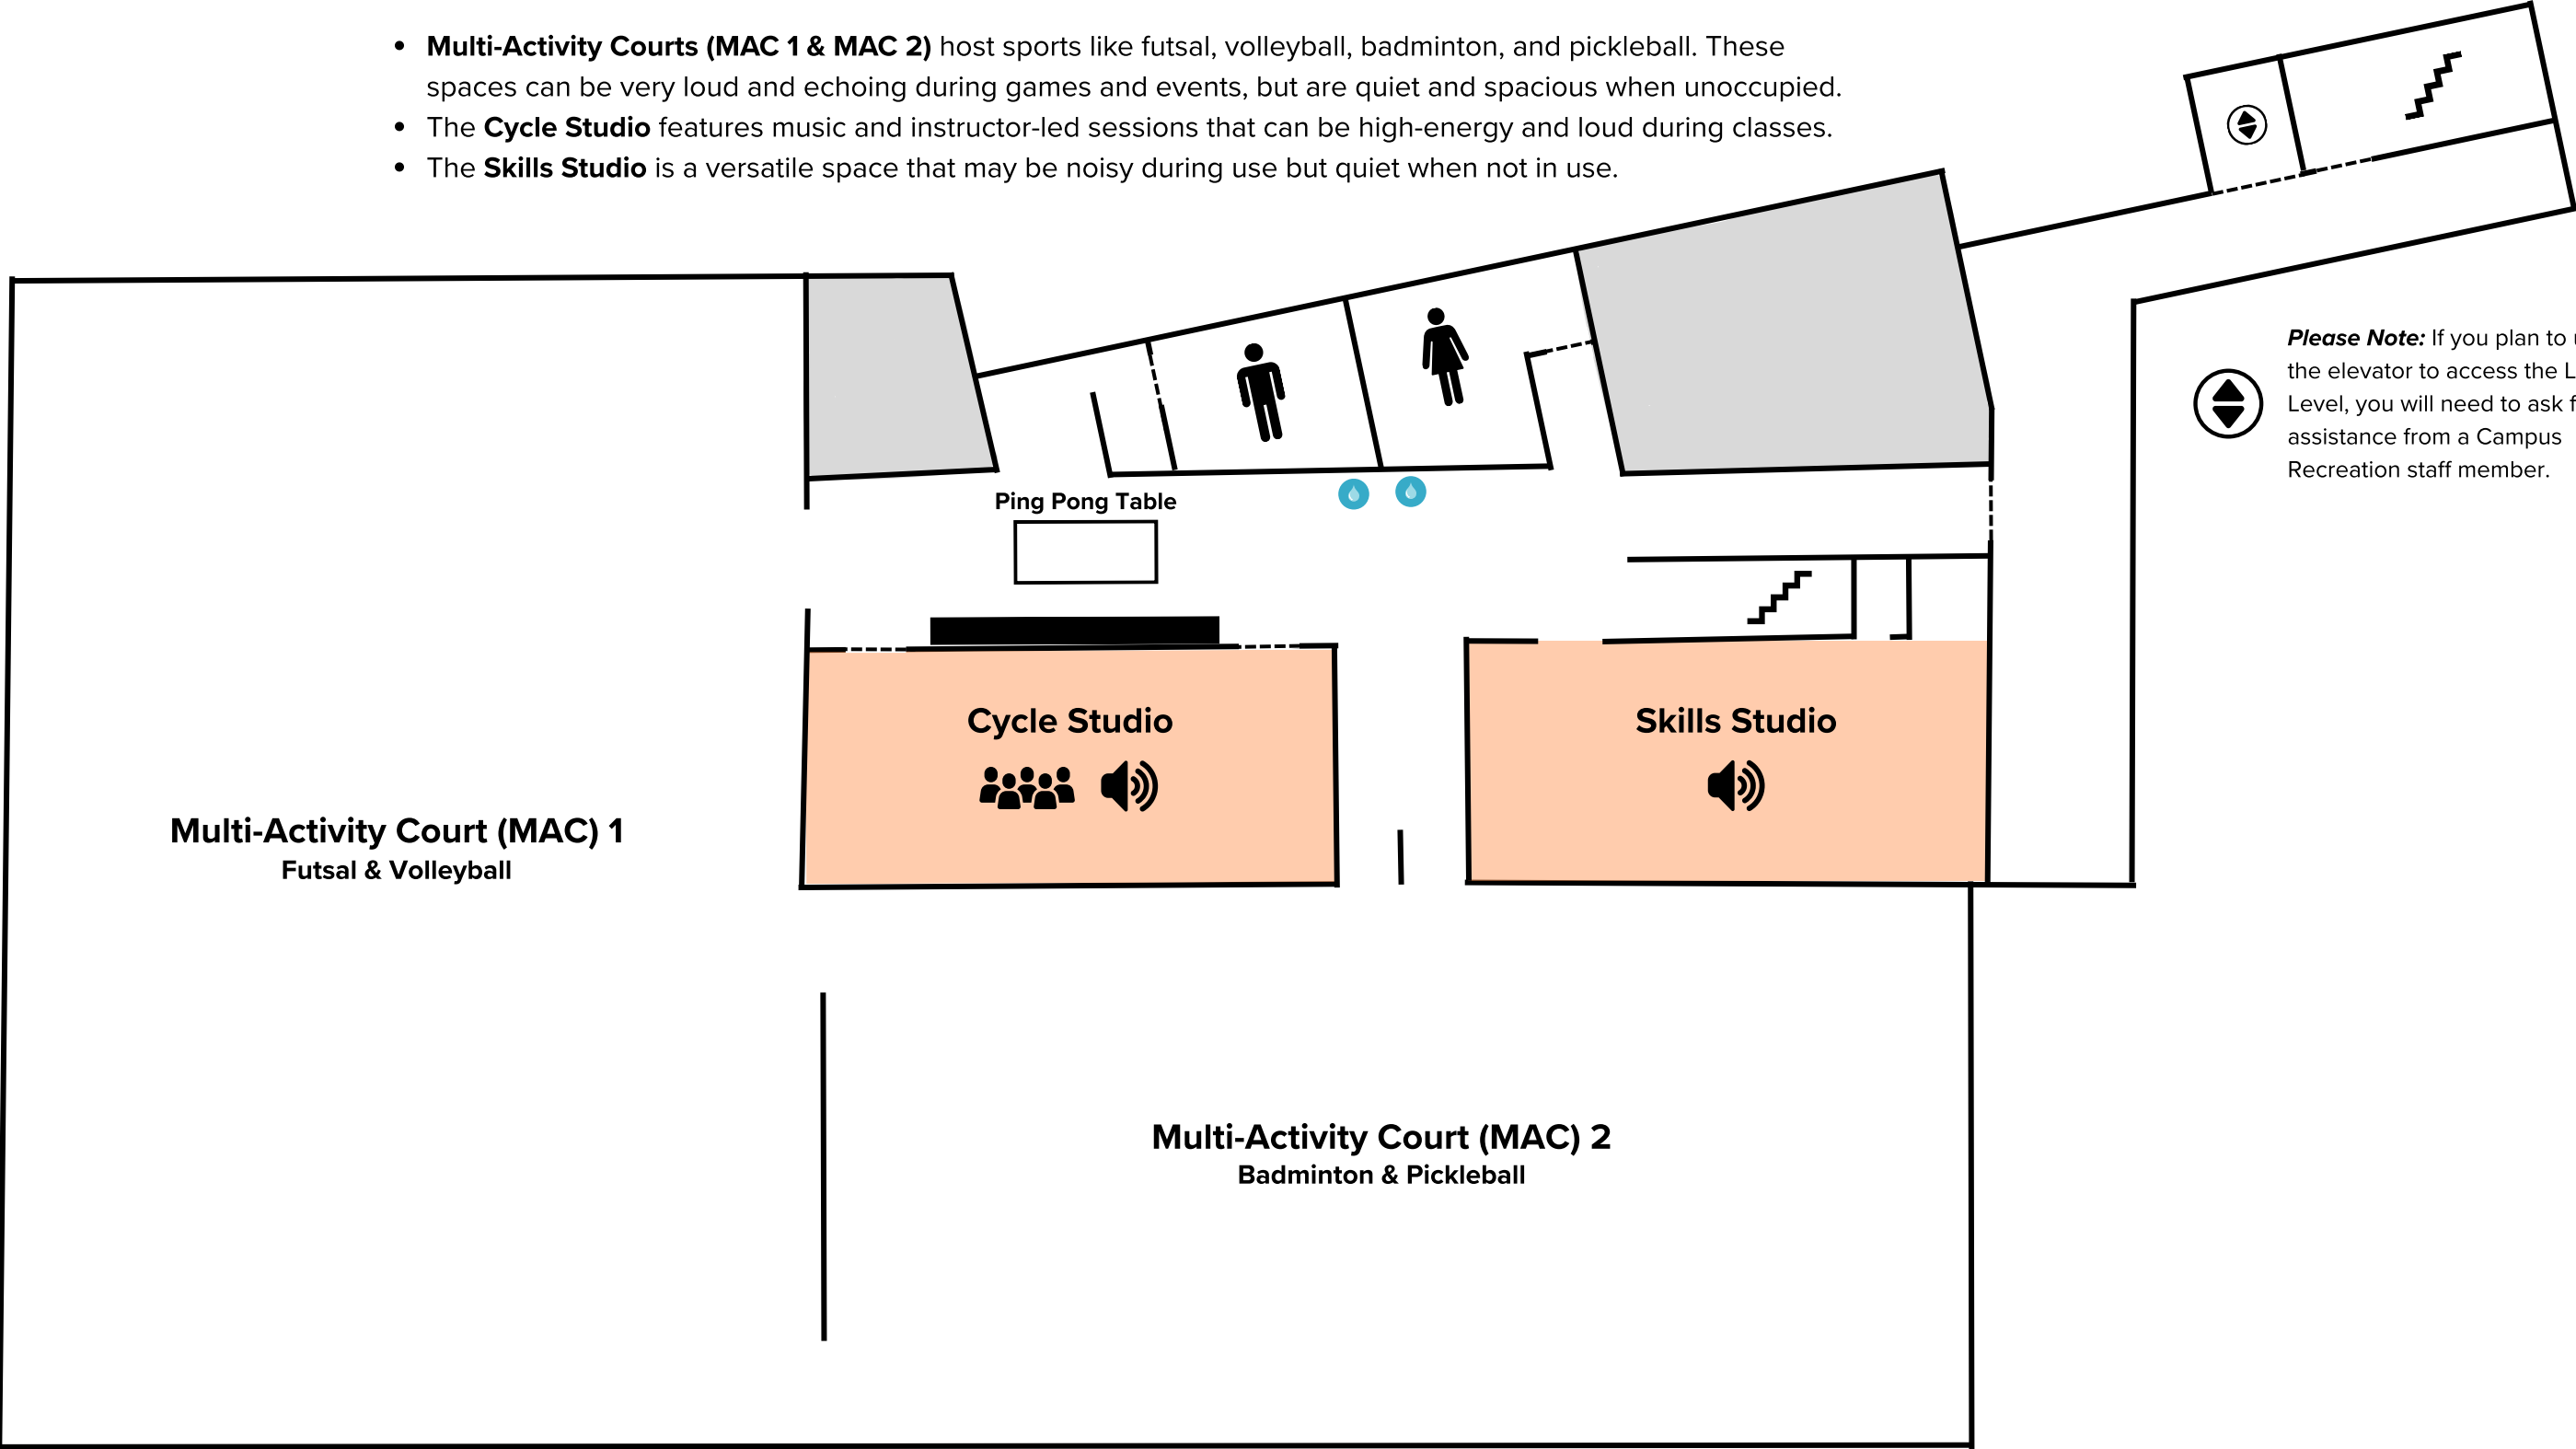 • Multi-Activity Courts (MAC 1 & MAC 2) host sports like futsal, volleyball, badminton, and pickleball. These
spaces can be very loud and echoing during games and events, but are quiet and spacious when unoccupied.
• The Cycle Studio features music and instructor-led sessions that can be high-energy and loud during classes.
• The Skills Studio is a versatile space that may be noisy during use but quiet when not in use.
Please Note: If you plan to
the elevator to access the
Level, you will need to ask
assistance from a Campus
Recreation staff member.
Ping Pong Table
Cycle Studio
Skills Studio
Multi-Activity Court (MAC) 1
Futsal & Volleyball
Multi-Activity Court (MAC) 2
Badminton & Pickleball